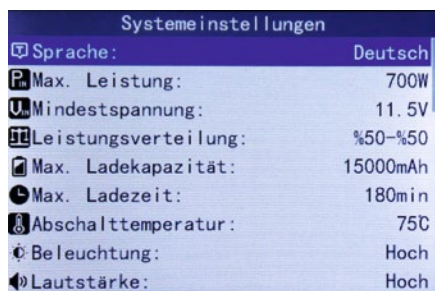 Systemeinstellungen
Sprache: Deutsch
Max. Leistung: 700W
Mindestspannung: 11.5V
Leistungsverteilung: %50-%50
Max. Ladekapazität: 15000mAh
Max. Ladezeit: 180min
Abschalttemperatur: 75℃
Beleuchtung: Hoch
Lautstärke: Hoch